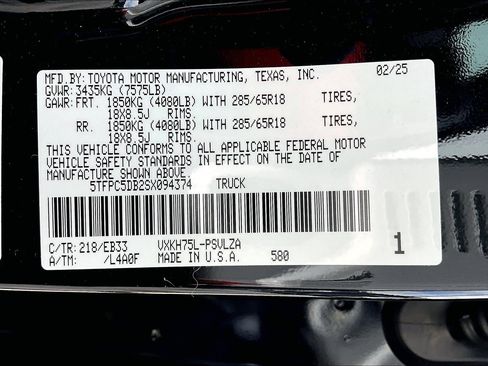 MFD.BY: TOYOTA MOTOR MANUFACTURING, TEXAS, INC. 02/25
GVWR: 3435KG (7575LB)
GAWR: FRT. 1850KG (4080LB) WITH 285/65R18 TIRES,
18X8.5J RIMS.
RR. 1850KG (4080LB) WITH 285/65R18 TIRES,
18X8.5J RIMS.
THIS VEHICLE CONFORMS TO ALL APPLICABLE FEDERAL MOTOR
VEHICLE SAFETY STANDARDS IN EFFECT ON THE DATE OF
MANUFACTURE SHOWN ABOVE.
5TFPC5DB2SX094374 TRUCK
C/TR: 218/EB33 VXKH75L-PSVLZA
A/TM: /L4A0F MADE IN U.S.A. 580 1